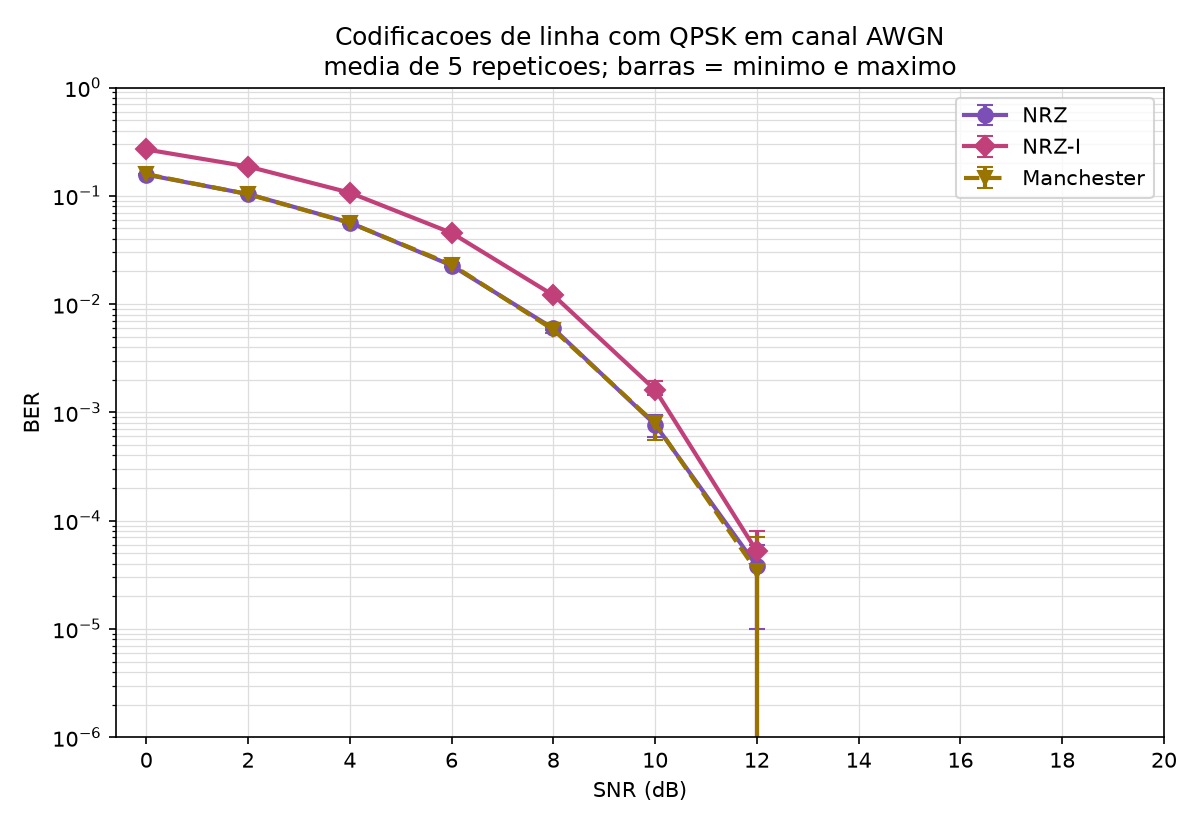 Codificacoes de linha com QPSK em canal AWGN
media de 5 repeticoes; barras = minimo e maximo
NRZ
NRZ-I
Manchester
BER
10^0
10^-1
10^-2
10^-3
10^-4
10^-5
10^-6
0 2 4 6 8 10 12 14 16 18 20
SNR (dB)